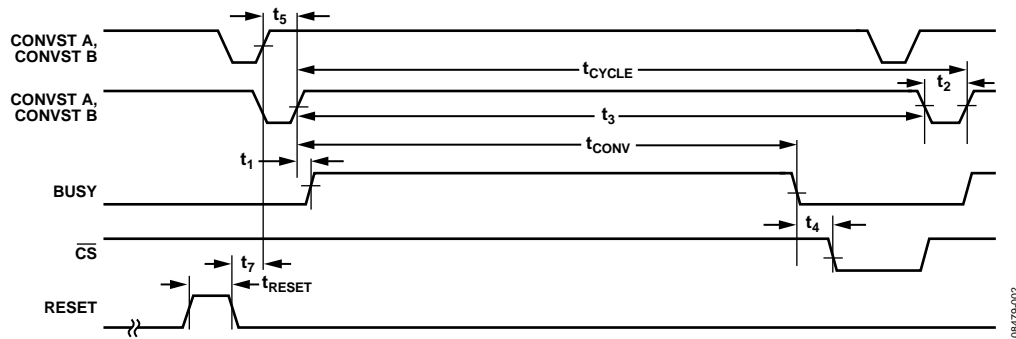 t5
CONVST A,
CONVST B
tCYCLE
t2
CONVST A,
CONVST B
t3
tCONV
t1
BUSY
t4
CS
t7
tRESET
RESET
08479-002